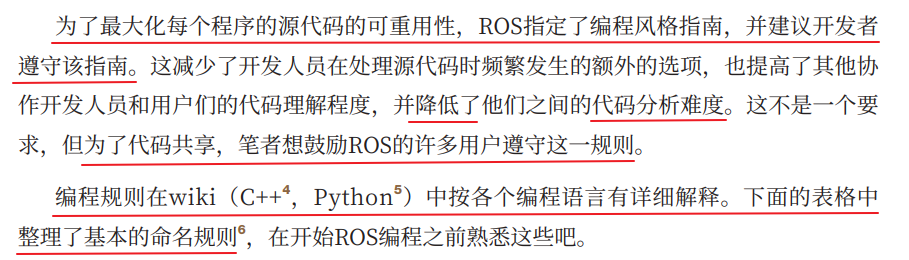 为了最大化每个程序的源代码的可重用性，ROS指定了编程风格指南，并建议开发者
遵守该指南。这减少了开发人员在处理源代码时频繁发生的额外的选项，也提高了其他协
作开发人员和用户们的代码理解程度，并降低了他们之间的代码分析难度。这不是一个要
求，但为了代码共享，笔者想鼓励ROS的许多用户遵守这一规则。
编程规则在wiki（C++4，Python5）中按各个编程语言有详细解释。下面的表格中
整理了基本的命名规则6，在开始ROS编程之前熟悉这些吧。